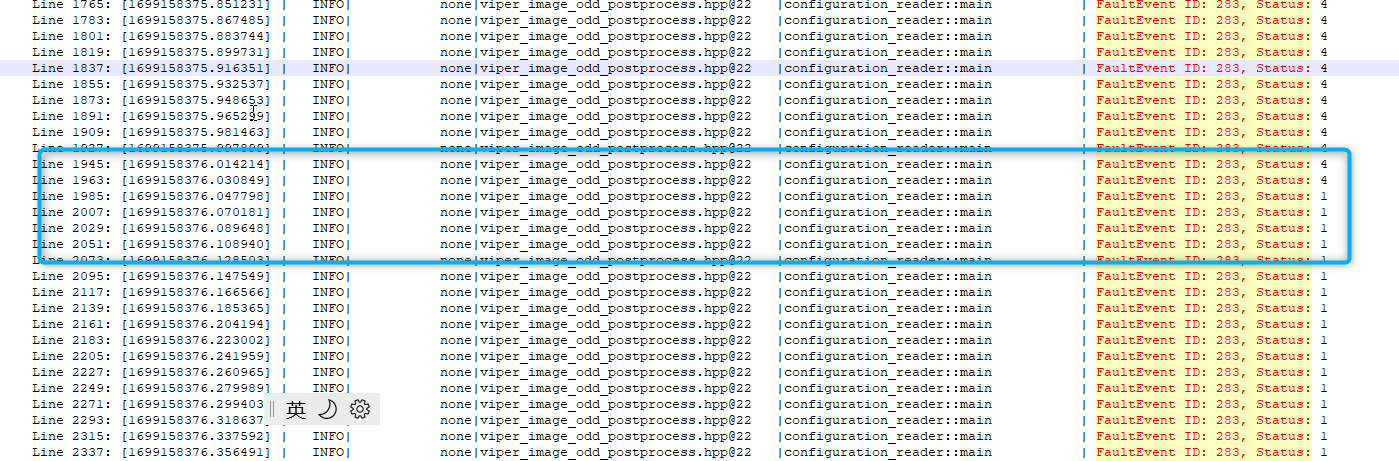 Line 1765: [1699158375.851231] | INFO| none|viper_image_odd_postprocess.hpp@22 |configuration_reader::main | FaultEvent ID: 283, Status: 4
Line 1783: [1699158375.867485] | INFO| none|viper_image_odd_postprocess.hpp@22 |configuration_reader::main | FaultEvent ID: 283, Status: 4
Line 1801: [1699158375.883744] | INFO| none|viper_image_odd_postprocess.hpp@22 |configuration_reader::main | FaultEvent ID: 283, Status: 4
Line 1819: [1699158375.899731] | INFO| none|viper_image_odd_postprocess.hpp@22 |configuration_reader::main | FaultEvent ID: 283, Status: 4
Line 1837: [1699158375.916351] | INFO| none|viper_image_odd_postprocess.hpp@22 |configuration_reader::main | FaultEvent ID: 283, Status: 4
Line 1855: [1699158375.932537] | INFO| none|viper_image_odd_postprocess.hpp@22 |configuration_reader::main | FaultEvent ID: 283, Status: 4
Line 1873: [1699158375.948653] | INFO| none|viper_image_odd_postprocess.hpp@22 |configuration_reader::main | FaultEvent ID: 283, Status: 4
Line 1891: [1699158375.965299] | INFO| none|viper_image_odd_postprocess.hpp@22 |configuration_reader::main | FaultEvent ID: 283, Status: 4
Line 1909: [1699158375.981463] | INFO| none|viper_image_odd_postprocess.hpp@22 |configuration_reader::main | FaultEvent ID: 283, Status: 4
Line 1927: | INFO| none|viper_image_odd_postprocess.hpp@22 |configuration_reader::main | FaultEvent ID: 283, Status: 4
Line 1945: [1699158376.014214] | INFO| none|viper_image_odd_postprocess.hpp@22 |configuration_reader::main | FaultEvent ID: 283, Status: 4
Line 1963: [1699158376.030849] | INFO| none|viper_image_odd_postprocess.hpp@22 |configuration_reader::main | FaultEvent ID: 283, Status: 4
Line 1985: [1699158376.047798] | INFO| none|viper_image_odd_postprocess.hpp@22 |configuration_reader::main | FaultEvent ID: 283, Status: 1
Line 2007: [1699158376.070181] | INFO| none|viper_image_odd_postprocess.hpp@22 |configuration_reader::main | FaultEvent ID: 283, Status: 1
Line 2029: [1699158376.089648] | INFO| none|viper_image_odd_postprocess.hpp@22 |configuration_reader::main | FaultEvent ID: 283, Status: 1
Line 2051: [1699158376.108940] | INFO| none|viper_image_odd_postprocess.hpp@22 |configuration_reader::main | FaultEvent ID: 283, Status: 1
Line 2073: [1699158376.128503] | INFO| none|viper_image_odd_postprocess.hpp@22 |configuration_reader::main | FaultEvent ID: 283, Status: 1
Line 2095: [1699158376.147549] | INFO| none|viper_image_odd_postprocess.hpp@22 |configuration_reader::main | FaultEvent ID: 283, Status: 1
Line 2117: [1699158376.166566] | INFO| none|viper_image_odd_postprocess.hpp@22 |configuration_reader::main | FaultEvent ID: 283, Status: 1
Line 2139: [1699158376.185365] | INFO| none|viper_image_odd_postprocess.hpp@22 |configuration_reader::main | FaultEvent ID: 283, Status: 1
Line 2161: [1699158376.204194] | INFO| none|viper_image_odd_postprocess.hpp@22 |configuration_reader::main | FaultEvent ID: 283, Status: 1
Line 2183: [1699158376.223002] | INFO| none|viper_image_odd_postprocess.hpp@22 |configuration_reader::main | FaultEvent ID: 283, Status: 1
Line 2205: [1699158376.241959] | INFO| none|viper_image_odd_postprocess.hpp@22 |configuration_reader::main | FaultEvent ID: 283, Status: 1
Line 2227: [1699158376.260965] | INFO| none|viper_image_odd_postprocess.hpp@22 |configuration_reader::main | FaultEvent ID: 283, Status: 1
Line 2249: [1699158376.279989] | INFO| none|viper_image_odd_postprocess.hpp@22 |configuration_reader::main | FaultEvent ID: 283, Status: 1
Line 2271: [1699158376.299403 none|viper_image_odd_postprocess.hpp@22 |configuration_reader::main | FaultEvent ID: 283, Status: 1
英
Line 2293: [1699158376.318637 none|viper_image_odd_postprocess.hpp@22 |configuration_reader::main | FaultEvent ID: 283, Status: 1
Line 2315: [1699158376.337592] | INFO| none|viper_image_odd_postprocess.hpp@22 |configuration_reader::main | FaultEvent ID: 283, Status: 1
Line 2337: [1699158376.356491] | INFO| none|viper_image_odd_postprocess.hpp@22 |configuration_reader::main | FaultEvent ID: 283, Status: 1